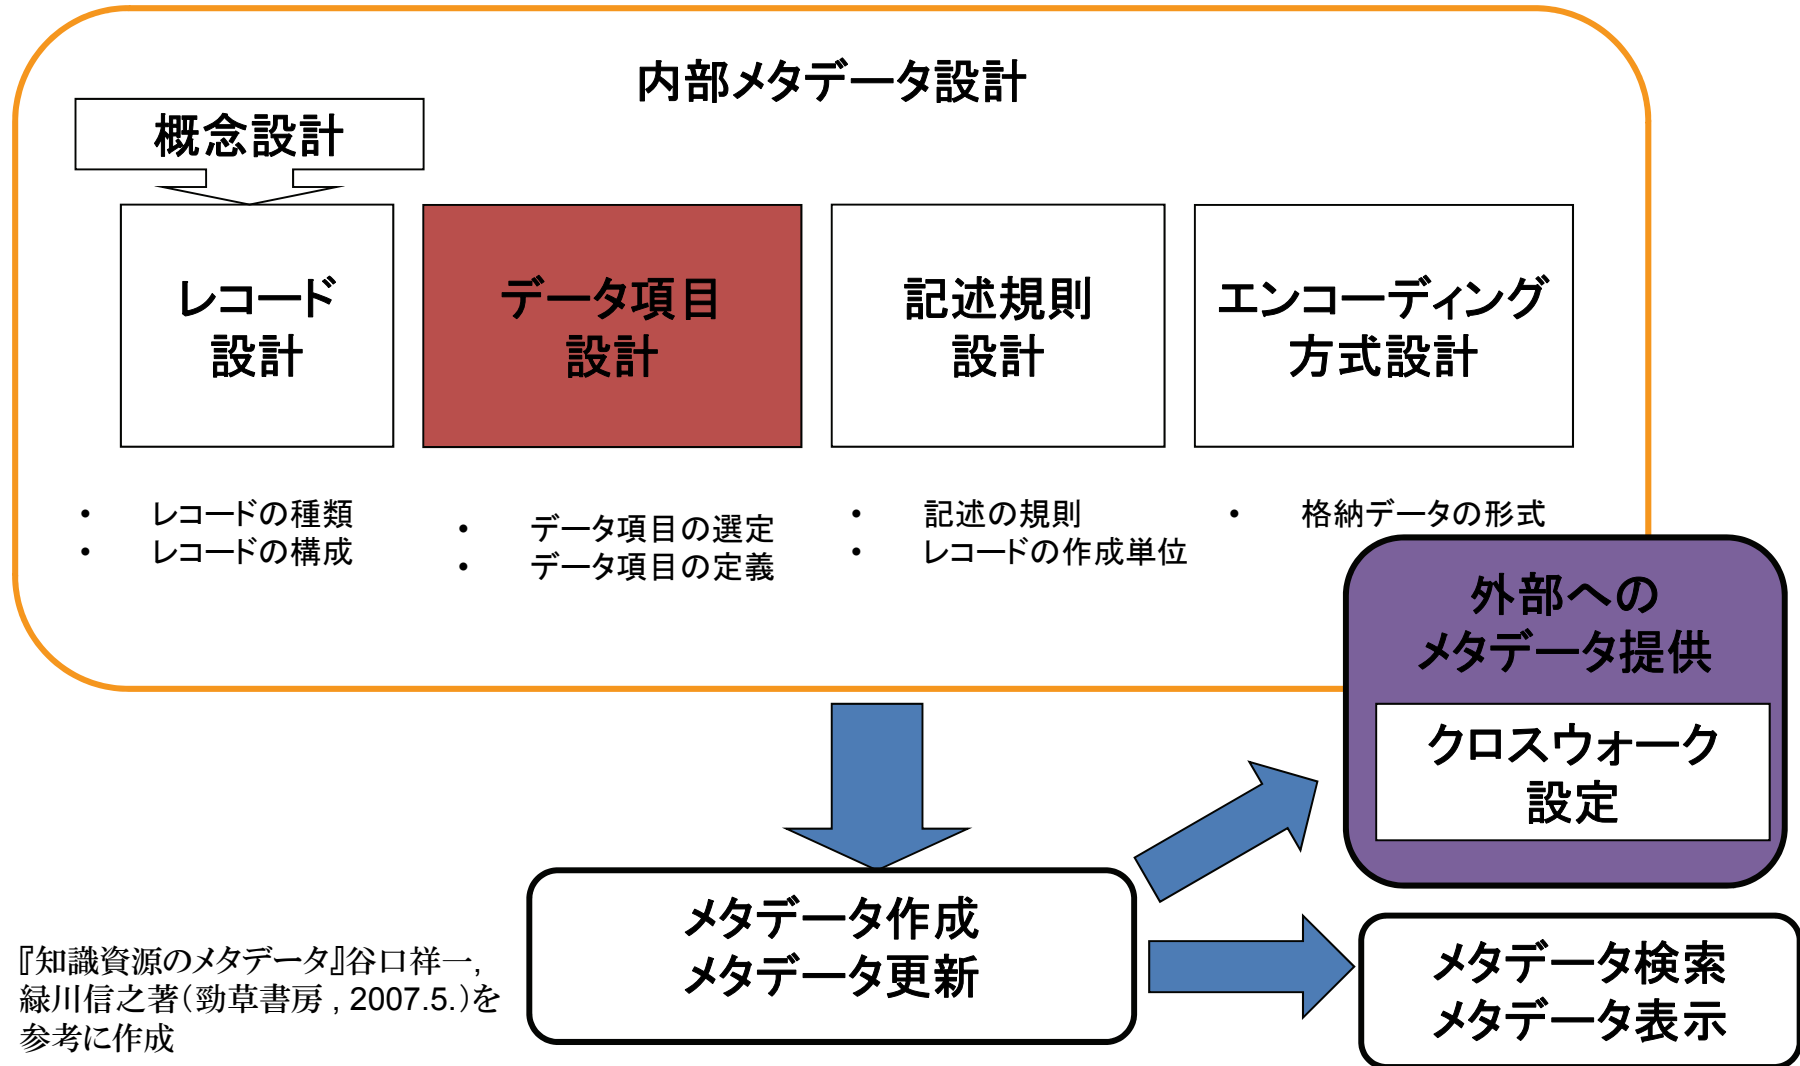 内部メタデータ設計
概念設計
レコード
設計
データ項目
設計
記述規則
設計
エンコーディング
方式設計
• レコードの種類
• レコードの構成
• データ項目の選定
• データ項目の定義
• 記述の規則
• レコードの作成単位
• 格納データの形式
外部への
メタデータ提供
クロスウォーク
設定
メタデータ作成
メタデータ更新
メタデータ検索
メタデータ表示
『知識資源のメタデータ』谷口祥一,
緑川信之著(勁草書房 , 2007.5.)を
参考に作成